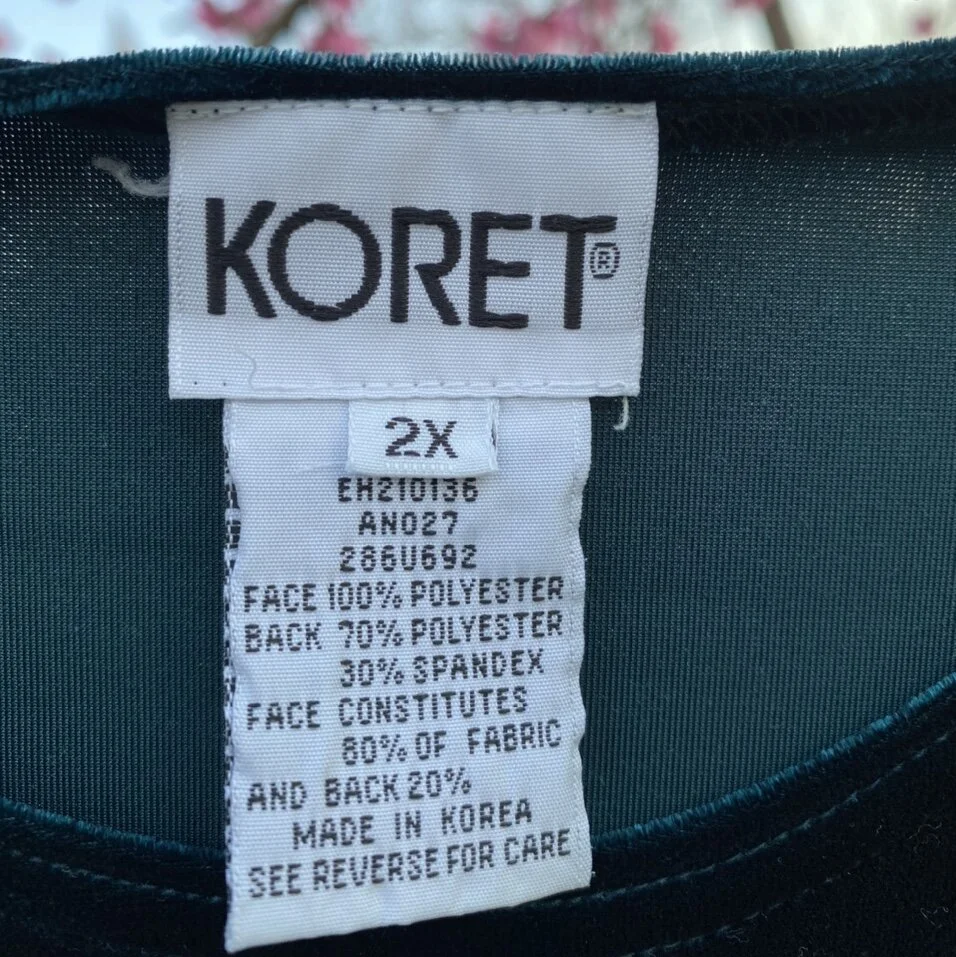 KORET®
2X
EH210136
AN027
286U692
FACE 100% POLYESTER
BACK 70% POLYESTER
30% SPANDEX
FACE CONSTITUTES
80% OF FABRIC
AND BACK 20%
MADE IN KOREA
SEE REVERSE FOR CARE